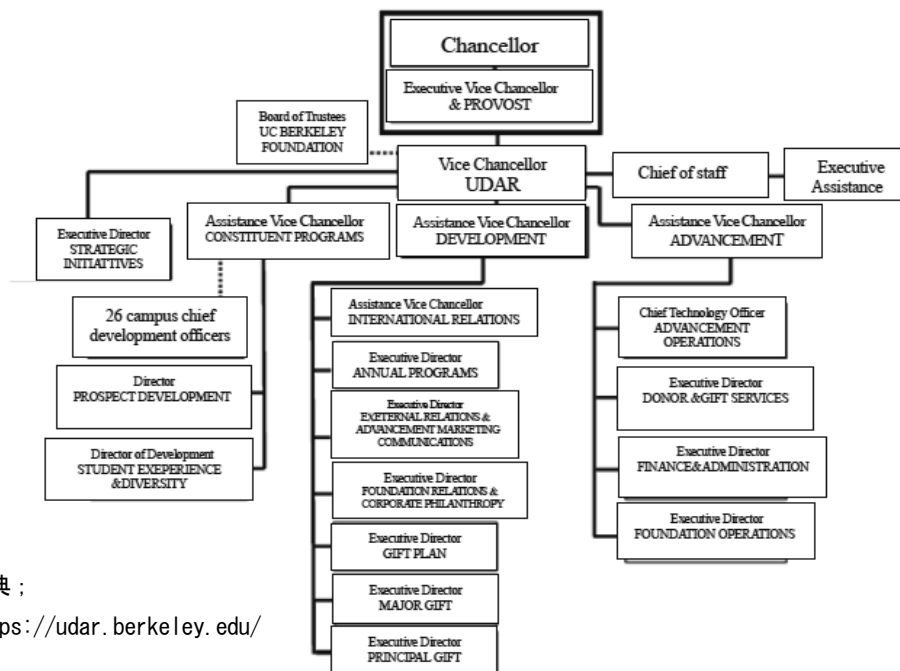 Chancellor
Executive Vice Chancellor
& PROVOST
Board of Trustees
UC BERKELEY
FOUNDATION
Vice Chancellor
UDAR
Chief of staff
Executive
Assistance
Executive Director
STRATEGIC
INITIATTIVES
Assistance Vice Chancellor
CONSTITUENT PROGRAMS
Assistance Vice Chancellor
DEVELOPMENT
Assistance Vice Chancellor
ADVANCEMENT
26 campus chief
development officers
Director
PROSPECT DEVELOPMENT
Director of Development
STUDENT EXEPERIENCE
&DIVERSITY
Assistance Vice Chancellor
INTERNATIONAL RELATIONS
Executive Director
ANNUAL PROGRAMS
Executive Director
EXETERNAL RELATIONS &
ADVANCEMENT MARKETING
COMMUNICATIONS
Executive Director
FOUNDATION RELATIONS &
CORPORATE PHILANTHROPY
Executive Director
GIFT PLAN
Executive Director
MAJOR GIFT
Executive Director
PRINCIPAL GIFT
Chief Technology Officer
ADVANCEMENT
OPERATIONS
Executive Director
DONOR &GIFT SERVICES
Executive Director
FINANCE&ADMINISTRATION
Executive Director
FOUNDATION OPERATIONS
典；
ps://udar.berkeley.edu/